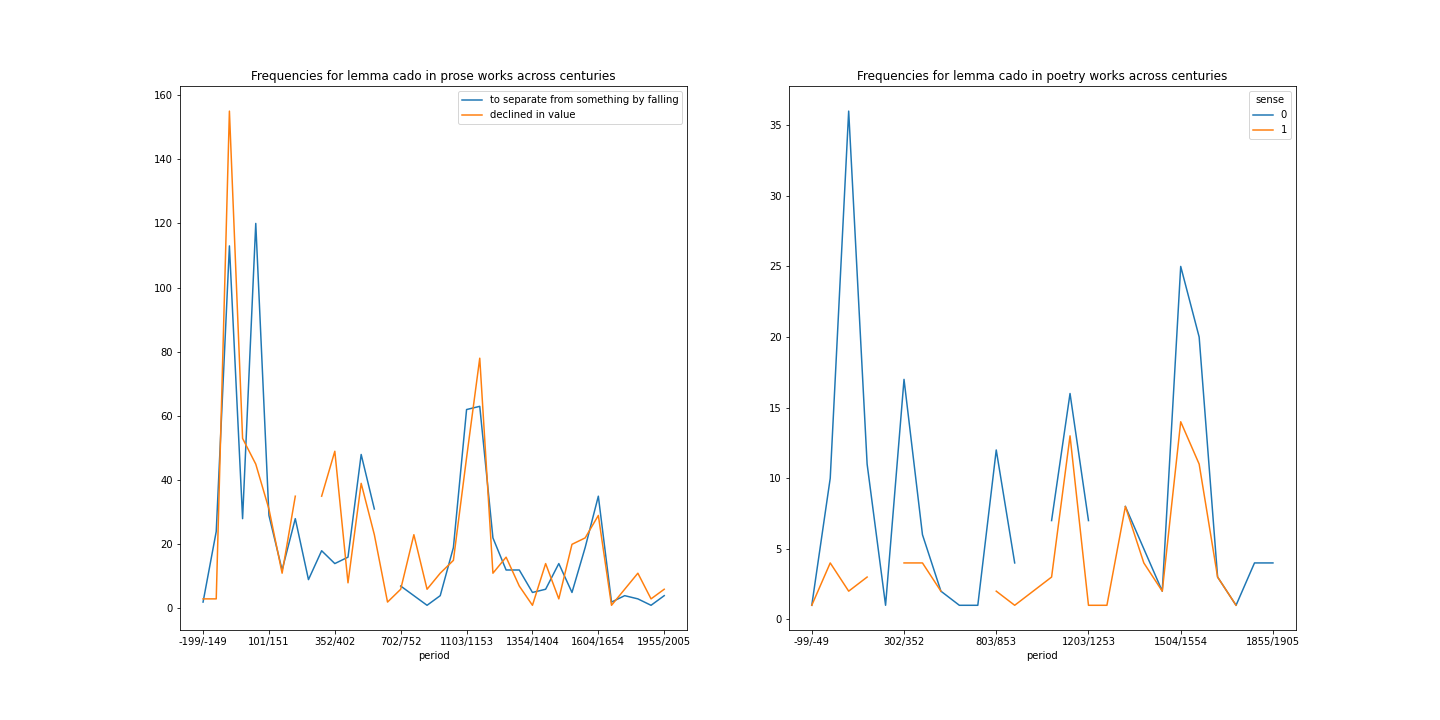 Frequencies for lemma cado in prose works across centuries
160
140
120
100
80
60
40
20
0
to separate from something by falling
declined in value
-199/-149 101/151 352/402 702/752 1103/1153 1354/1404 1604/1654 1955/2005
period
Frequencies for lemma cado in poetry works across centuries
35
30
25
20
15
10
5
0
sense
0
1
-99/-49 302/352 803/853 1203/1253 1504/1554 1855/1905
period